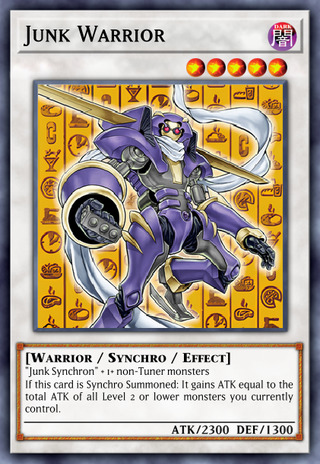 Junk Warrior
DARK
闇
[Warrior / Synchro / Effect]
"Junk Synchron" + 1+ non-Tuner monsters
If this card is Synchro Summoned: It gains ATK equal to the
total ATK of all Level 2 or lower monsters you currently
control.
ATK/2300 DEF/1300